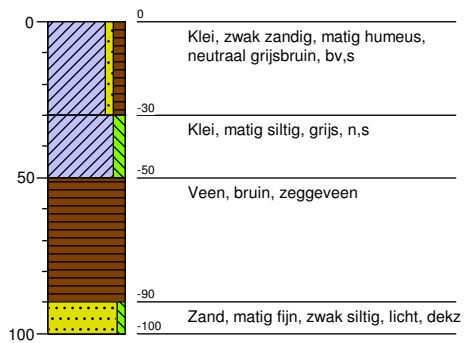 0
0
Klei, zwak zandig, matig humeus,
neutraal grijsbruin, bv,s
-30
Klei, matig siltig, grijs, n,s
50
-50
Veen, bruin, zeggeveen
-90
Zand, matig fijn, zwak siltig, licht, dekz
100
-100